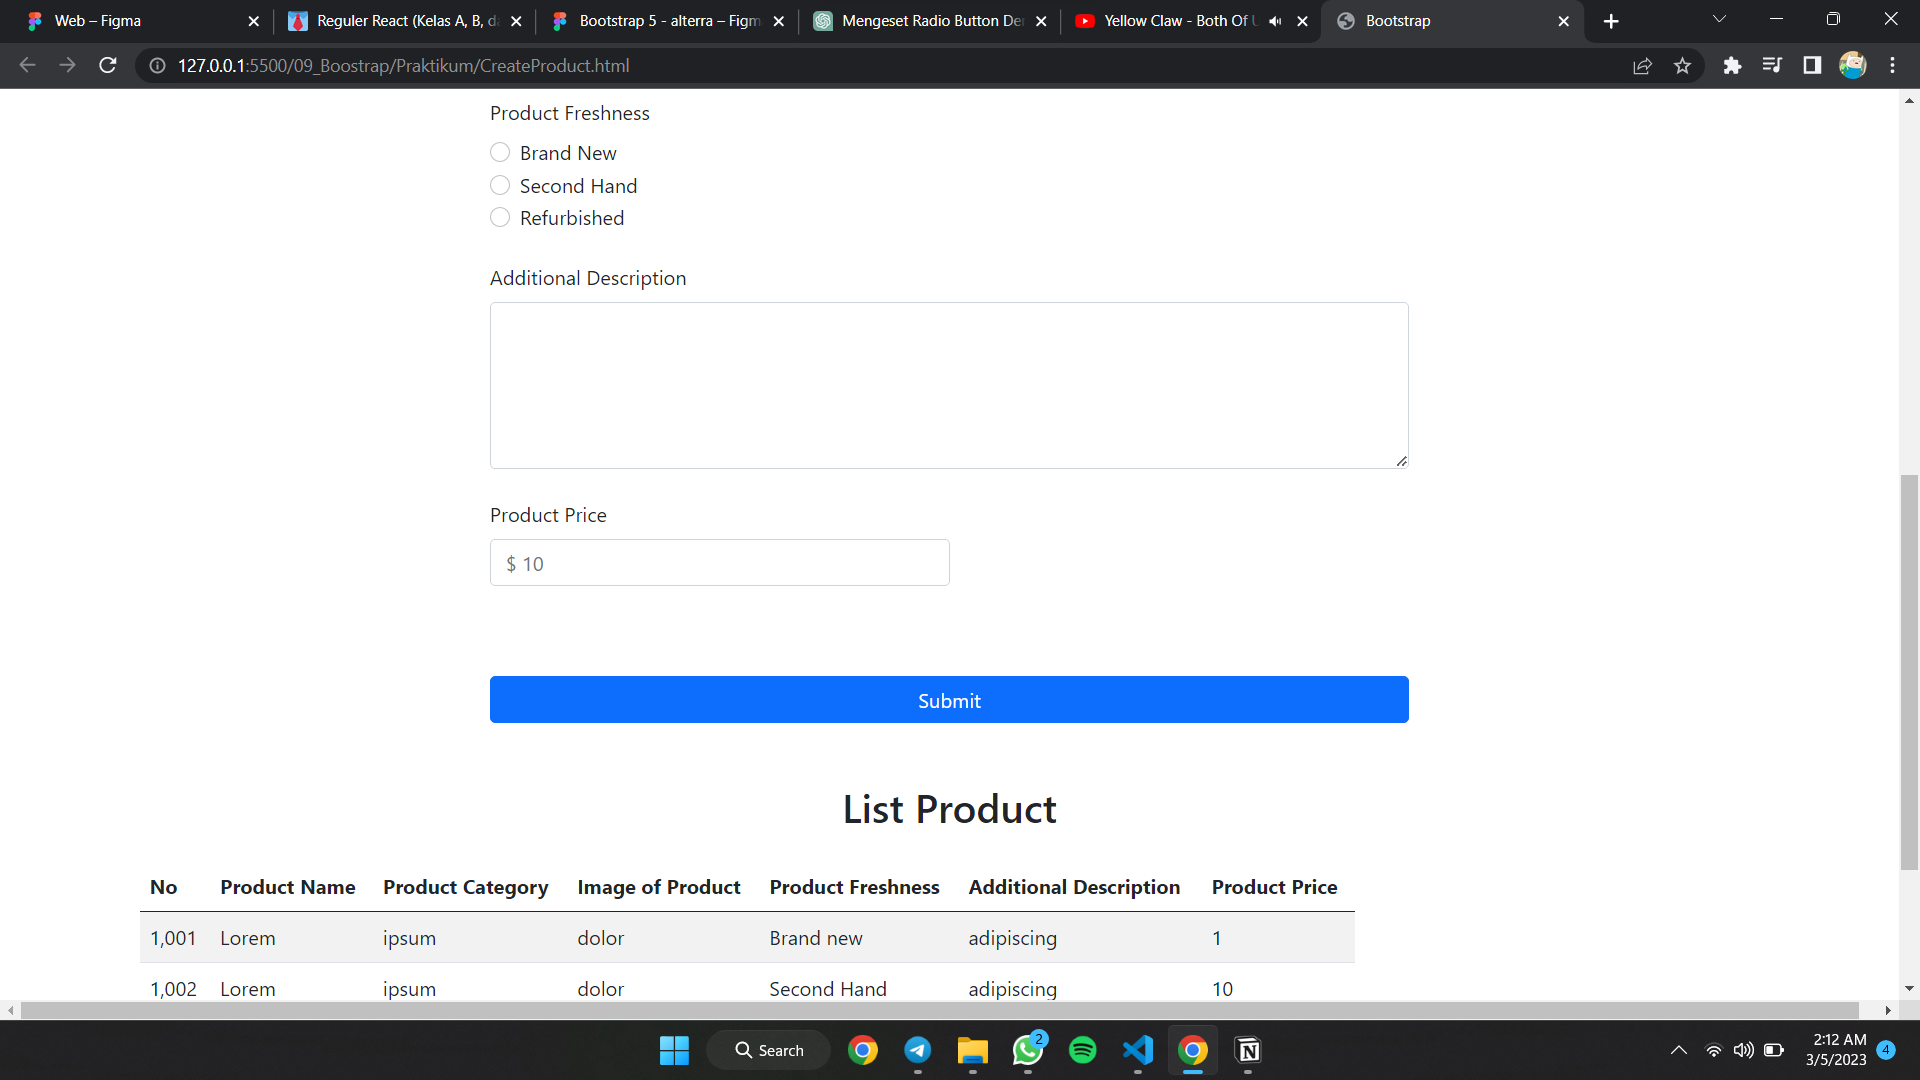 Web – Figma
Reguler React (Kelas A, B, d
Bootstrap 5 - alterra – Figm
Mengeset Radio Button De
Yellow Claw - Both Of U
Bootstrap
127.0.0.1:5500/09_Boostrap/Praktikum/CreateProduct.html
Product Freshness
Brand New
Second Hand
Refurbished
Additional Description
Product Price
$ 10
Submit
List Product
No Product Name Product Category Image of Product Product Freshness Additional Description Product Price
1,001 Lorem ipsum dolor Brand new adipiscing 1
1,002 Lorem ipsum dolor Second Hand adipiscing 10
Search
2
2:12 AM
3/5/2023
4